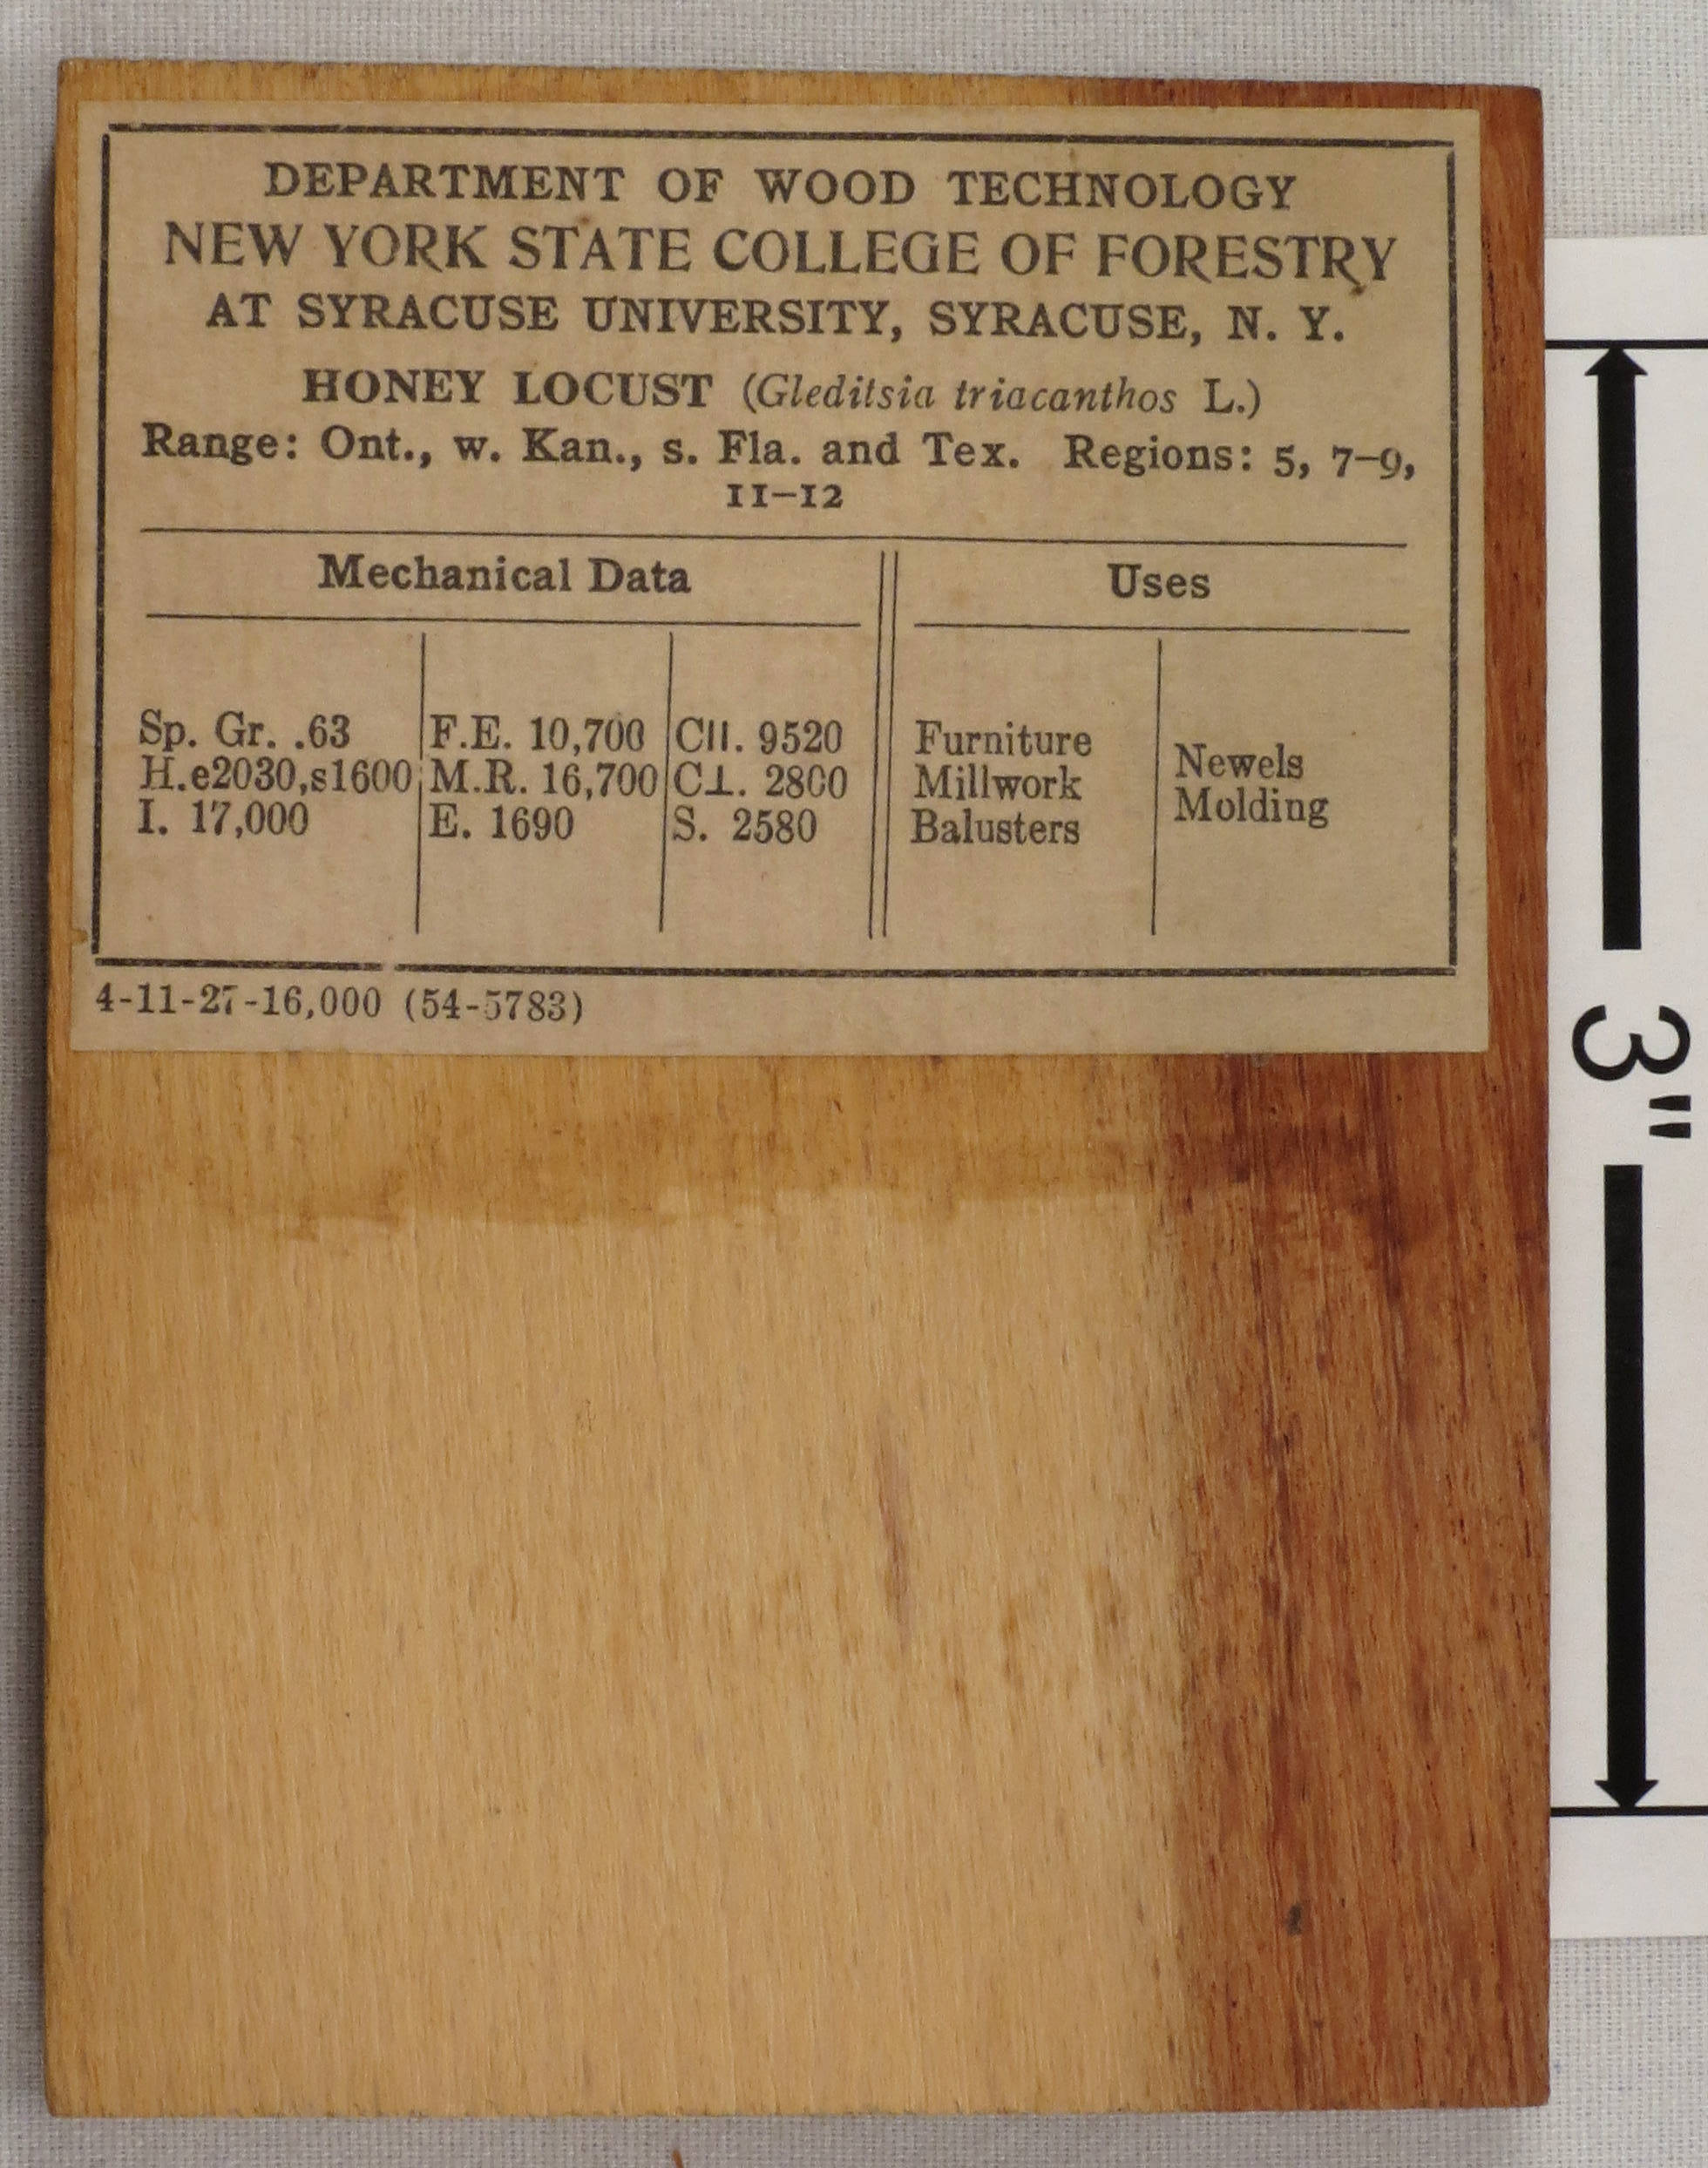 DEPARTMENT OF WOOD TECHNOLOGY
NEW YORK STATE COLLEGE OF FORESTRY
AT SYRACUSE UNIVERSITY, SYRACUSE, N. Y.
HONEY LOCUST (Gleditsia triacanthos L.)
Range: Ont., w. Kan., s. Fla. and Tex. Regions: 5, 7-9,
11-12
Mechanical Data
Sp. Gr. .63
H.e2030,s1600
I. 17,000
F.E. 10,700
M.R. 16,700
E. 1690
C||. 9520
C⊥. 2800
S. 2580
Uses
Furniture
Millwork
Balusters
Newels
Molding
4-11-27-16,000 (54-5783)
3"